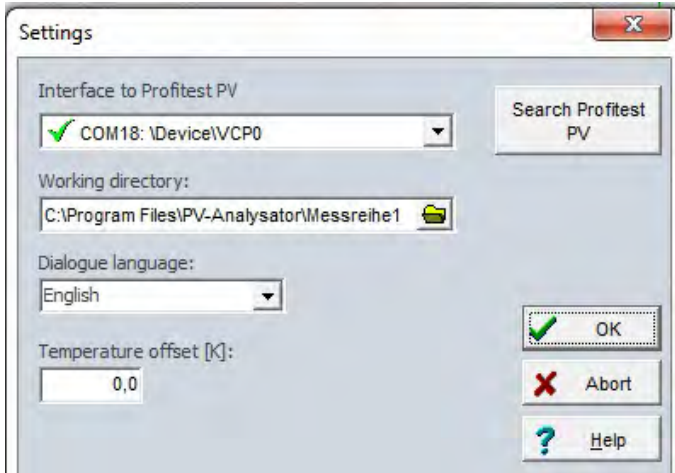 Settings
Interface to Profitest PV
COM18: \Device\VCP0
Search Profitest
PV
Working directory:
C:\Program Files\PV-Analysator\Messreihe1
Dialogue language:
English
Temperature offset [K]:
0,0
OK
Abort
Help